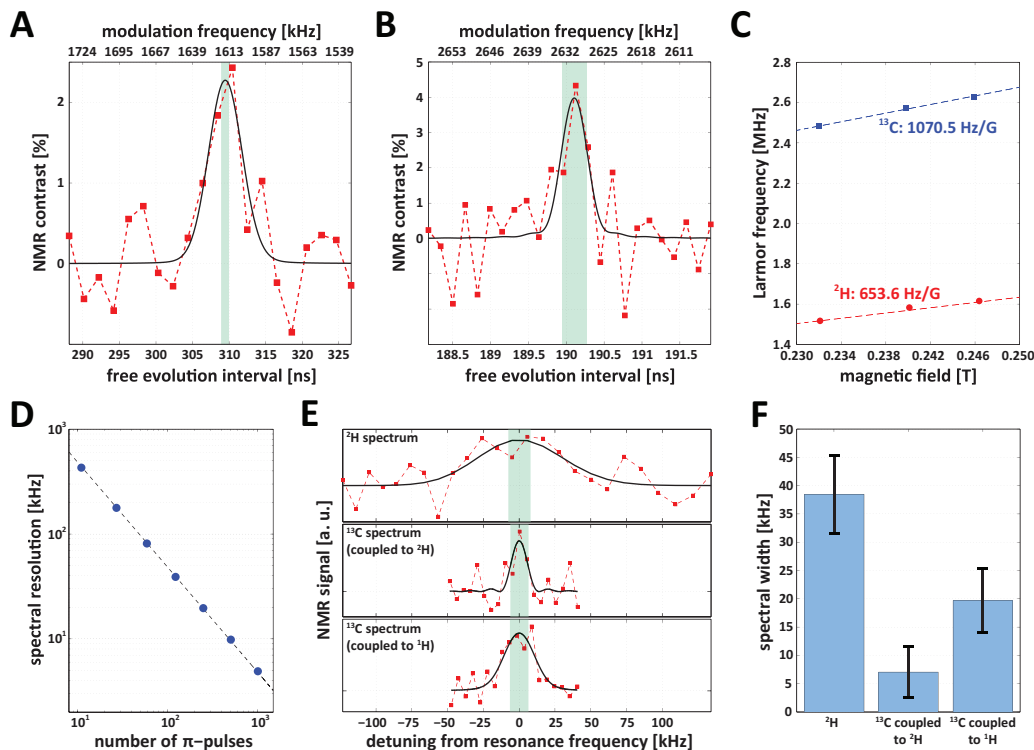 A
modulation frequency [kHz]
1724 1695 1667 1639 1613 1587 1563 1539
NMR contrast [%]
2
1
0
290 295 300 305 310 315 320 325
free evolution interval [ns]
B
modulation frequency [kHz]
2653 2646 2639 2632 2625 2618 2611
NMR contrast [%]
5
4
2
0
188.5 189 189.5 190 190.5 191 191.5
free evolution interval [ns]
C
Larmor frequency [MHz]
2.8
2.6
2.4
2.2
2.0
1.8
1.6
1.4
¹³C: 1070.5 Hz/G
²H: 653.6 Hz/G
0.230 0.234 0.238 0.242 0.246 0.250
magnetic field [T]
D
spectral resolution [kHz]
10³
10²
10¹
10¹ 10² 10³
number of π-pulses
E
NMR signal [a. u.]
²H spectrum
¹³C spectrum
(coupled to ²H)
¹³C spectrum
(coupled to ¹H)
−100 −75 −50 −25 0 25 50 75 100
detuning from resonance frequency [kHz]
F
spectral width [kHz]
50
45
40
35
30
25
20
15
10
5
0
²H
¹³C coupled
to ²H
¹³C coupled
to ¹H